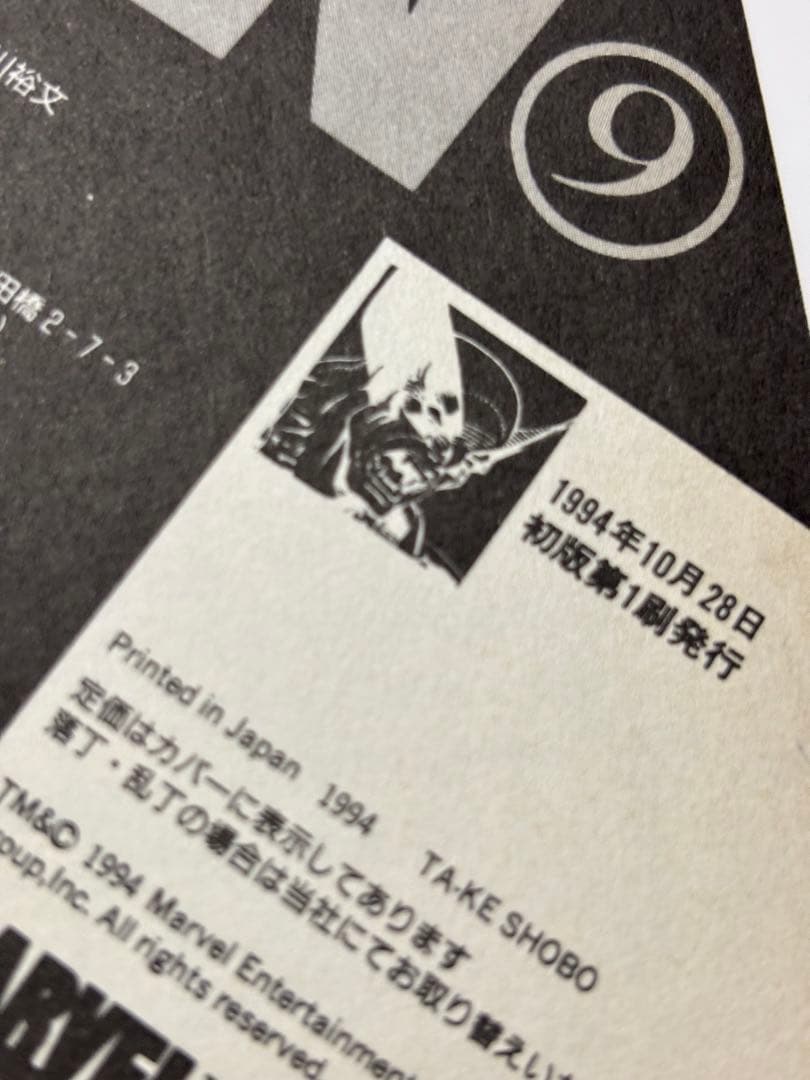 川裕文
⑨
田橋2-7-3
1994年10月28日
初版第1刷発行
Printed in Japan 1994 TA-KE SHOBO
定価はカバーに表示してあります
落丁・乱丁の場合は当社にてお取り替えいた
TM&© 1994 Marvel Entertainment
Group,Inc. All rights reserved.
MARVEL